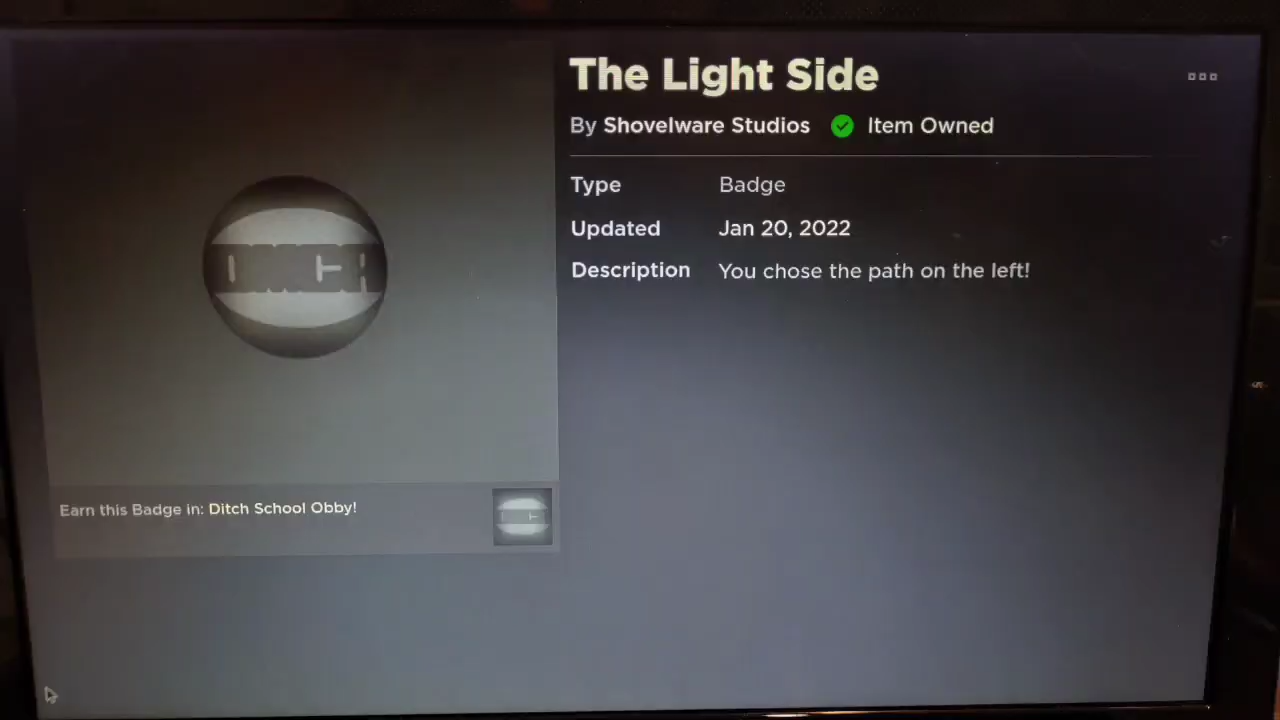 The Light Side
By Shovelware Studios Item Owned
Type Badge
Updated Jan 20, 2022
Description You chose the path on the left!
Earn this Badge in: Ditch School Obby!